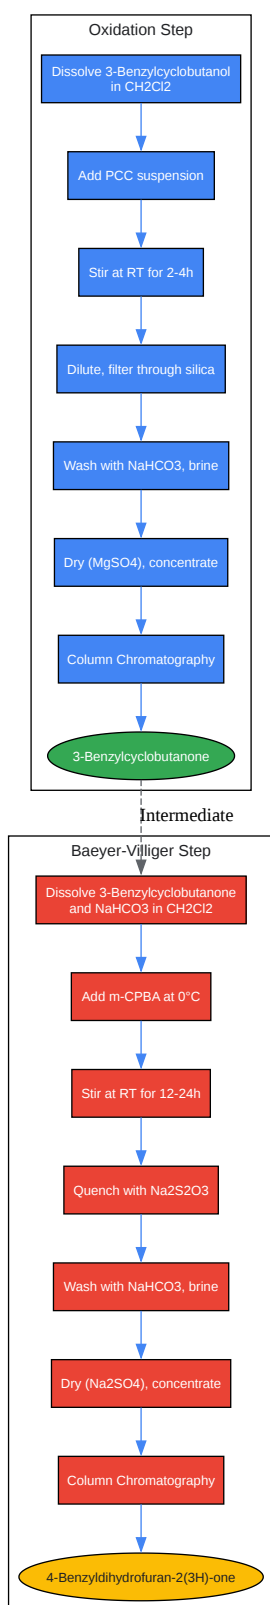 Oxidation Step
Dissolve 3-Benzylcyclobutanol
in CH2Cl2
Add PCC suspension
Stir at RT for 2-4h
Dilute, filter through silica
Wash with NaHCO3, brine
Dry (MgSO4), concentrate
Column Chromatography
3-Benzylcyclobutanone
Intermediate
Baeyer-Villiger Step
Dissolve 3-Benzylcyclobutanone
and NaHCO3 in CH2Cl2
Add m-CPBA at 0°C
Stir at RT for 12-24h
Quench with Na2S2O3
Wash with NaHCO3, brine
Dry (Na2SO4), concentrate
Column Chromatography
4-Benzyldihydrofuran-2(3H)-one